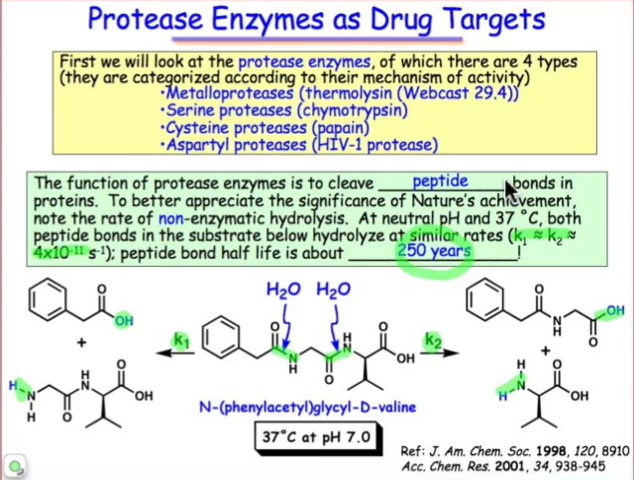 Protease Enzymes as Drug Targets
First we will look at the protease enzymes, of which there are 4 types
(they are categorized according to their mechanism of activity)
•Metalloproteases (thermolysin (Webcast 29.4))
•Serine proteases (chymotrypsin)
•Cysteine proteases (papain)
•Aspartyl proteases (HIV-1 protease)
The function of protease enzymes is to cleave peptide bonds in
proteins. To better appreciate the significance of Nature's achievement,
note the rate of non-enzymatic hydrolysis. At neutral pH and 37 °C, both
peptide bonds in the substrate below hydrolyze at similar rates (k₁ ≈ k₂ ≈
4x10⁻¹¹ s⁻¹); peptide bond half life is about 250 years!
H₂O H₂O
O
OH
+
H
N
H
N
H
O
O
OH
k₁
O
N
H
O
H
N
O
OH
k₂
O
N
H
OH
O
+
H
H
N
O
OH
N-(phenylacetyl)glycyl-D-valine
37°C at pH 7.0
Ref: J. Am. Chem. Soc. 1998, 120, 8910
Acc. Chem. Res. 2001, 34, 938-945